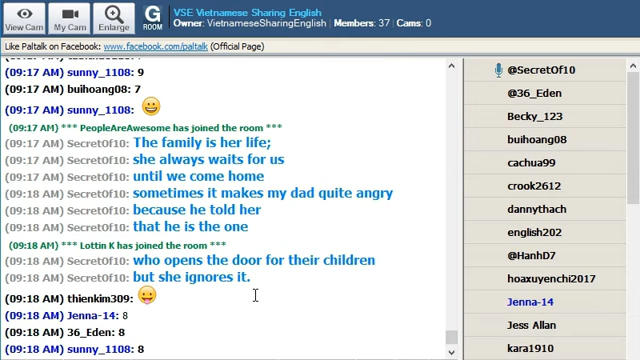 View Cam
My Cam
Enlarge
G
ROOM
VSE Vietnamese Sharing English
Owner: VietnameseSharingEnglish | Members: 37 | Cams: 0
Like Paltalk on Facebook: www.facebook.com/paltalk (Official Page)
(09:17 AM) sunny_1108: 9
(09:17 AM) buihoang08: 7
(09:17 AM) sunny_1108:
(09:17 AM) *** PeopleAreAwesome has joined the room ***
(09:17 AM) SecretOf10: The family is her life;
(09:17 AM) SecretOf10: she always waits for us
(09:17 AM) SecretOf10: until we come home
(09:18 AM) SecretOf10: sometimes it makes my dad quite angry
(09:18 AM) SecretOf10: because he told her
(09:18 AM) SecretOf10: that he is the one
(09:18 AM) *** Lottin K has joined the room ***
(09:18 AM) SecretOf10: who opens the door for their children
(09:18 AM) SecretOf10: but she ignores it.
(09:18 AM) thienkim309:
(09:18 AM) Jenna-14: 8
(09:18 AM) 36_Eden: 8
(09:18 AM) sunny_1108: 8
@SecretOf10
@36_Eden
Becky_123
buihoang08
cachua99
crook2612
dannythach
english202
@HanhD7
hoaxuyenchi2017
Jenna-14
Jess Allan
kara1910